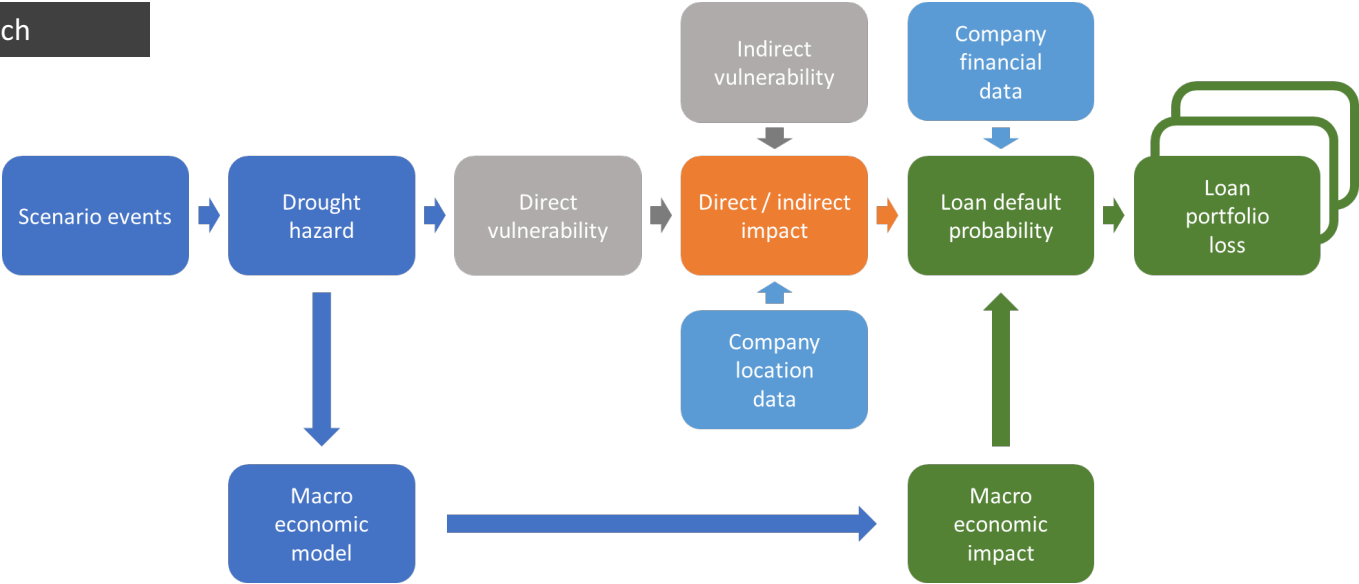 ch
Indirect
vulnerability
Company
financial
data
Scenario events
Drought
hazard
Direct
vulnerability
Direct / indirect
impact
Loan default
probability
Loan
portfolio
loss
Company
location
data
Macro
economic
model
Macro
economic
impact